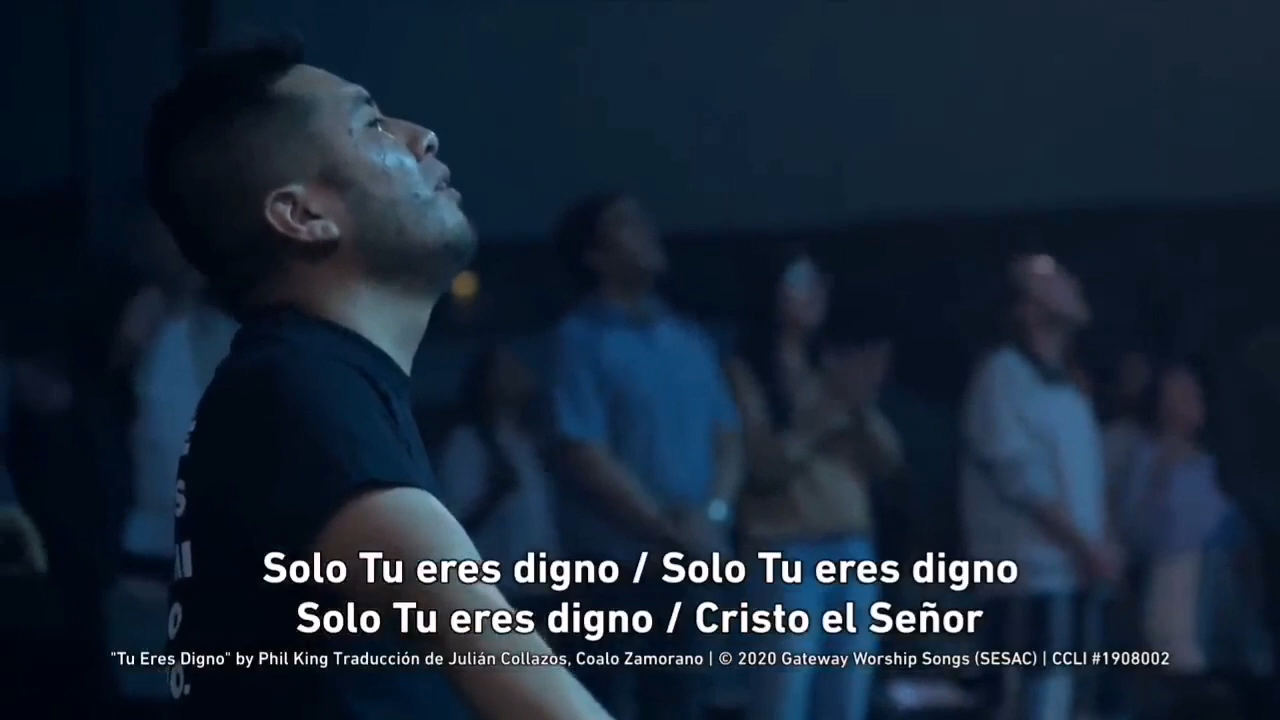 Solo Tu eres digno / Solo Tu eres digno
Solo Tu eres digno / Cristo el Señor
"Tu Eres Digno" by Phil King Traducción de Julián Collazos, Coalo Zamorano | © 2020 Gateway Worship Songs (SESAC) | CCLI #1908002